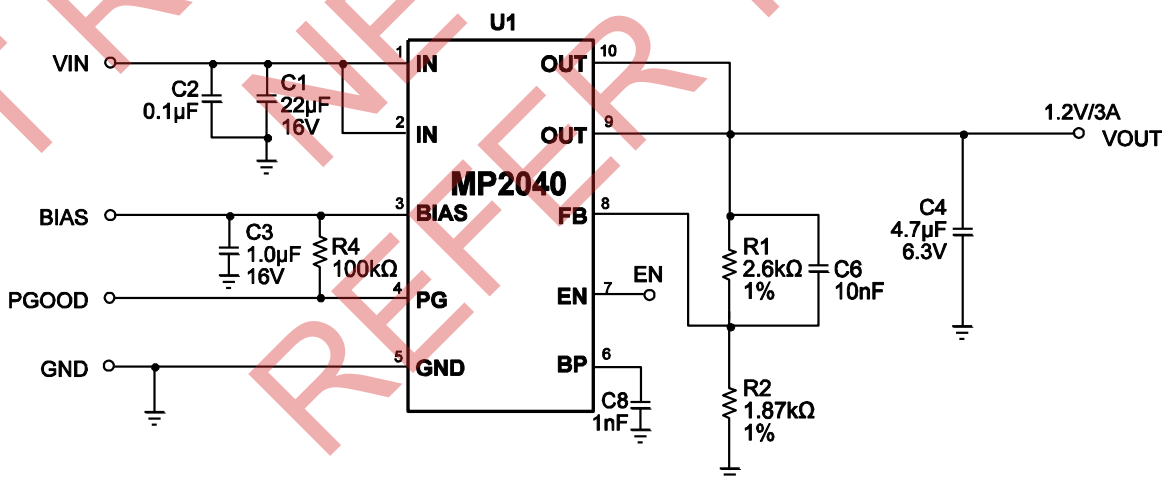 U1
VIN
1
IN
OUT
10
C2
0.1µF
C1
22µF
16V
2
IN
OUT
9
1.2V/3A
VOUT
MP2040
BIAS
3
BIAS
FB
8
C3
1.0µF
16V
R4
100kΩ
C4
4.7µF
6.3V
R1
2.6kΩ
1%
C6
10nF
PGOOD
4
PG
EN
7
EN
GND
5
GND
BP
6
C8
1nF
R2
1.87kΩ
1%
REFER